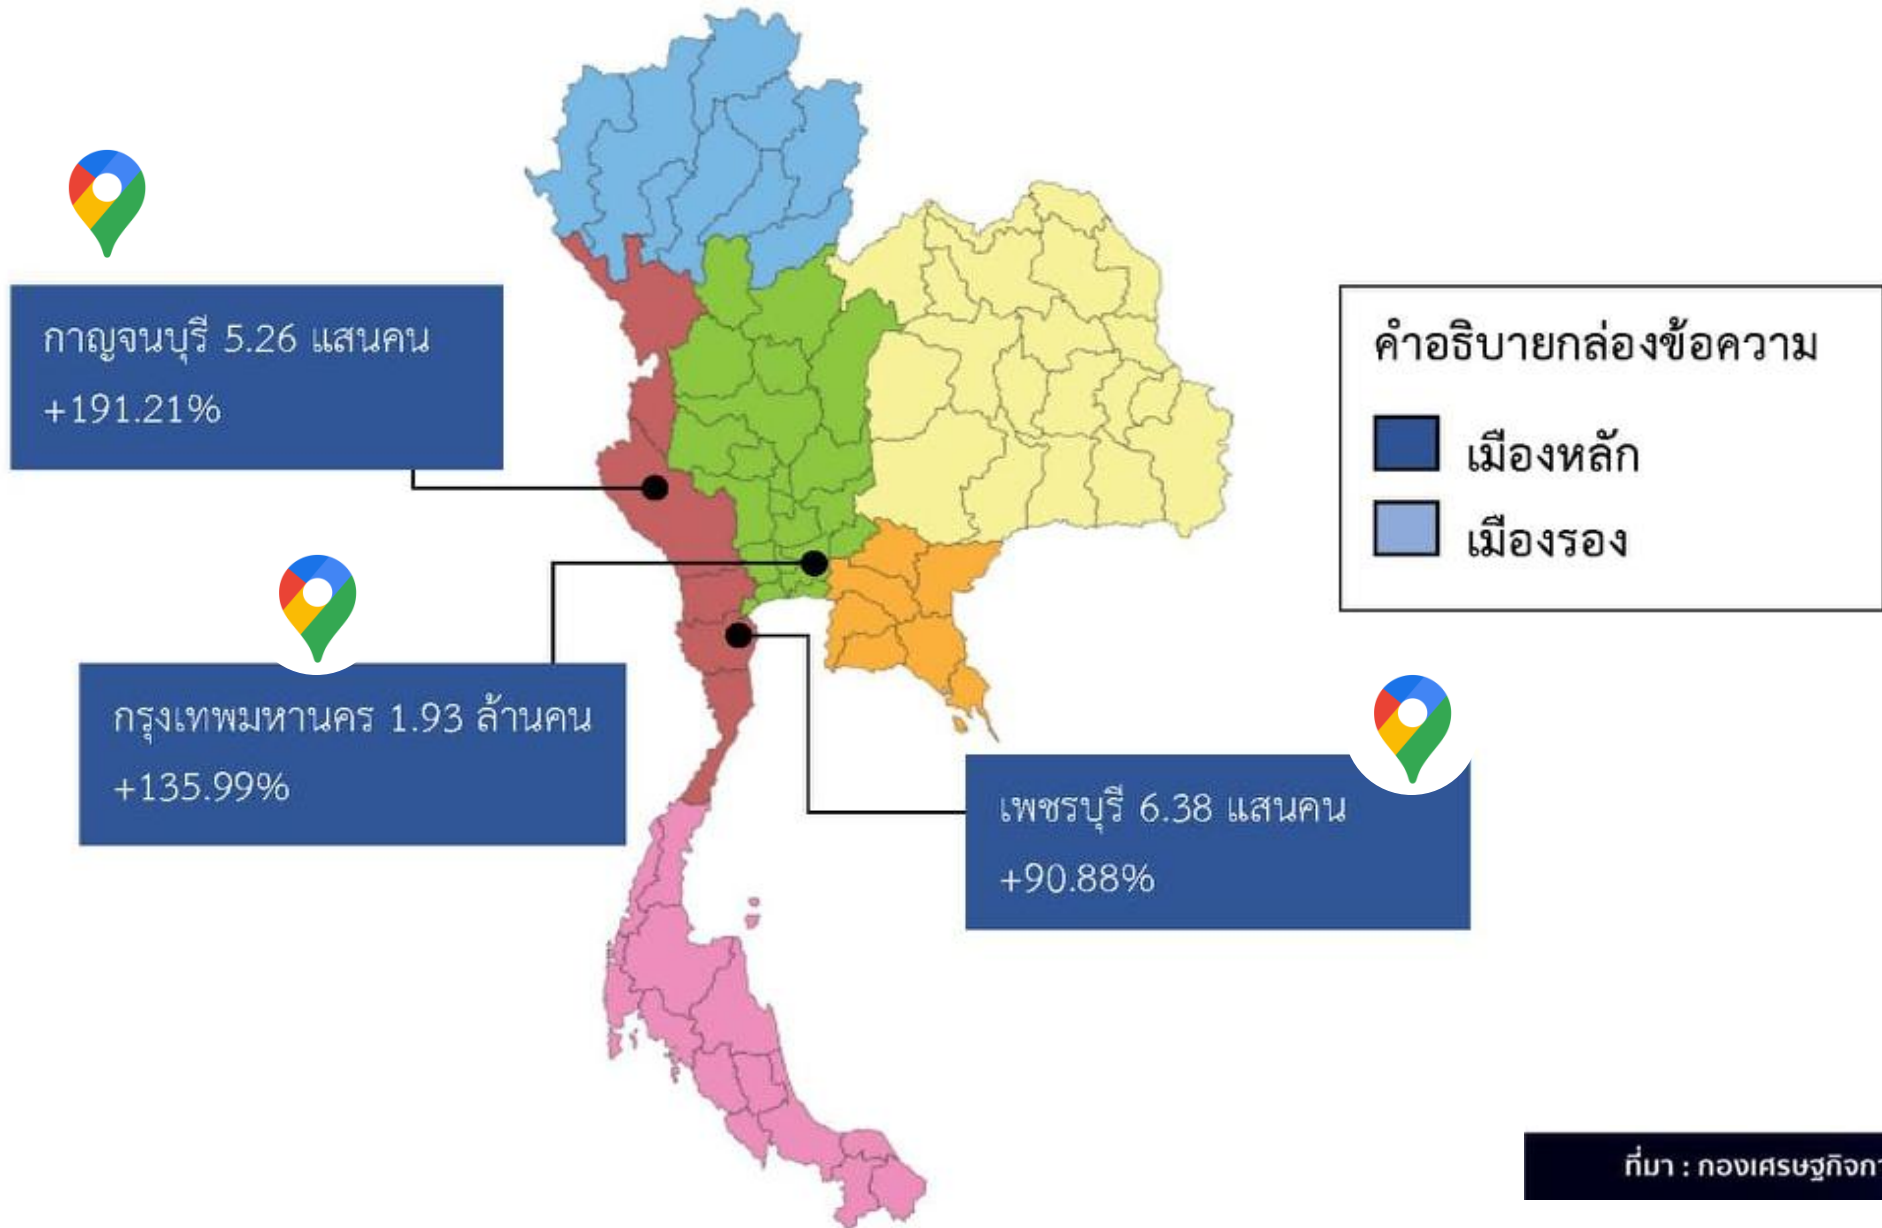 กาญจนบุรี 5.26 แสนคน
+191.21%
คำอธิบายกล่องข้อความ
เมืองหลัก
เมืองรอง
กรุงเทพมหานคร 1.93 ล้านคน
+135.99%
เพชรบุรี 6.38 แสนคน
+90.88%
ที่มา : กองเศรษฐกิจกา